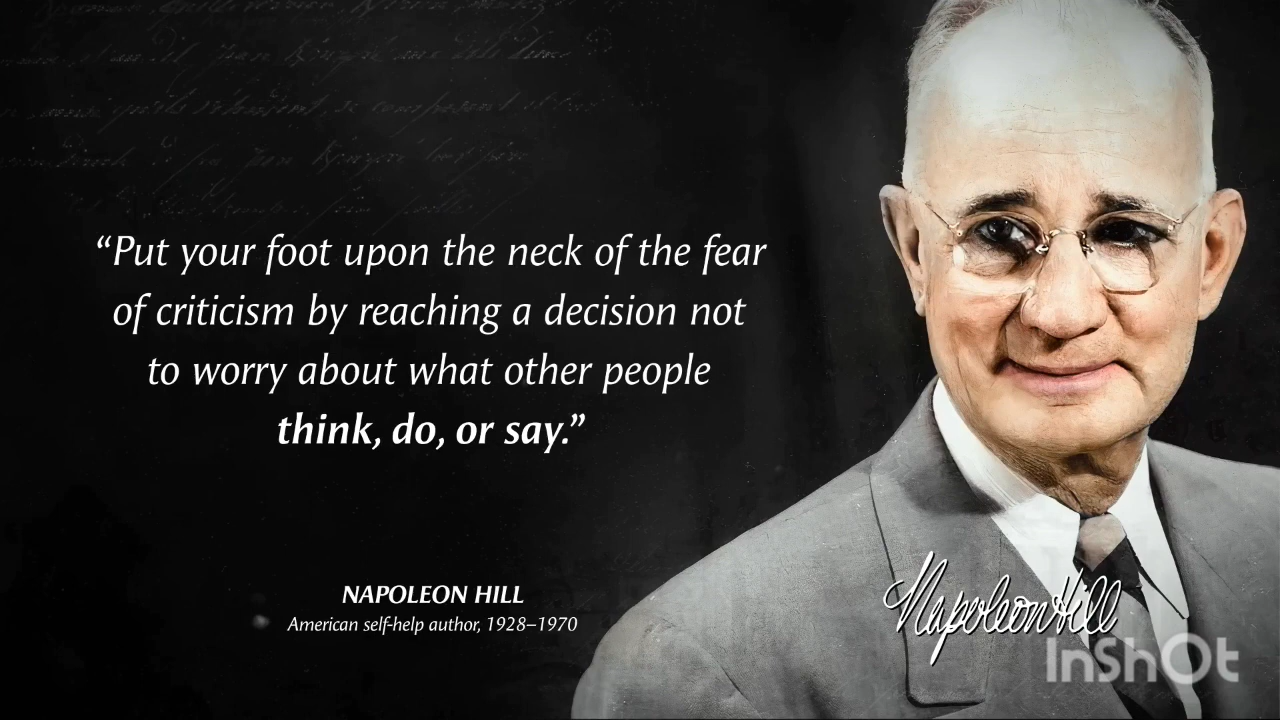 “Put your foot upon the neck of the fear
of criticism by reaching a decision not
to worry about what other people
think, do, or say.”
NAPOLEON HILL
American self-help author, 1928–1970
Napoleon Hill
InShOt